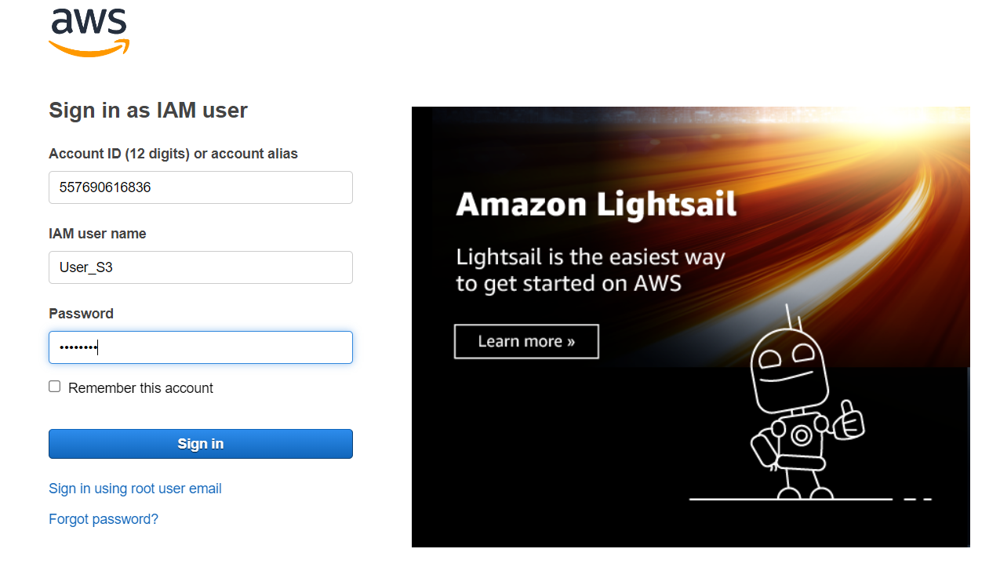 aws
Sign in as IAM user
Account ID (12 digits) or account alias
557690616836
IAM user name
User_S3
Password
••••••••
Remember this account
Sign in
Sign in using root user email
Forgot password?
Amazon Lightsail
Lightsail is the easiest way
to get started on AWS
Learn more »